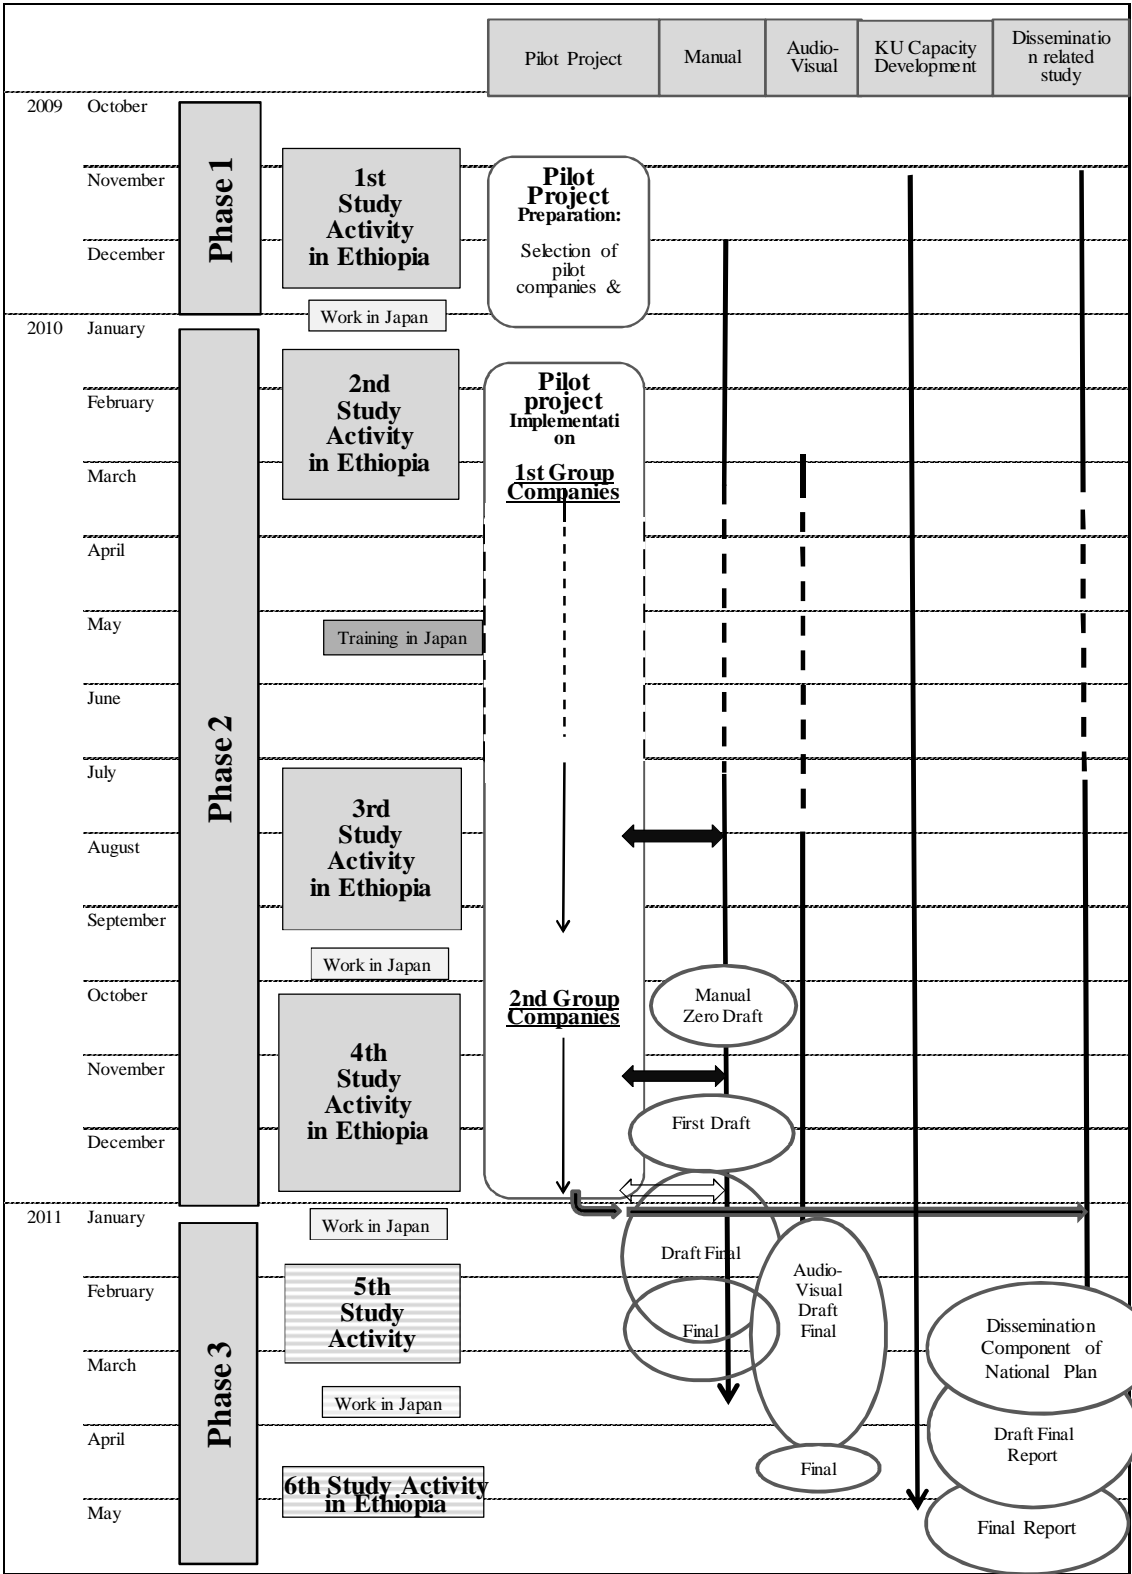 Pilot Project
Manual
Audio-
Visual
KU Capacity
Development
Disseminatio
n related
study
2009 October
November
December
2010 January
February
March
April
May
June
July
August
September
October
November
December
2011 January
February
March
April
May
Phase 1
Phase 2
Phase 3
1st
Study
Activity
in Ethiopia
Work in Japan
2nd
Study
Activity
in Ethiopia
Training in Japan
3rd
Study
Activity
in Ethiopia
Work in Japan
4th
Study
Activity
in Ethiopia
Work in Japan
5th
Study
Activity
Work in Japan
6th Study Activity
in Ethiopia
Pilot
Project
Preparation:
Selection of
pilot
companies &
Pilot
project
Implementati
on
1st Group
Companies
2nd Group
Companies
Manual
Zero Draft
First Draft
Draft Final
Final
Audio-
Visual
Draft
Final
Final
Dissemination
Component of
National Plan
Draft Final
Report
Final Report